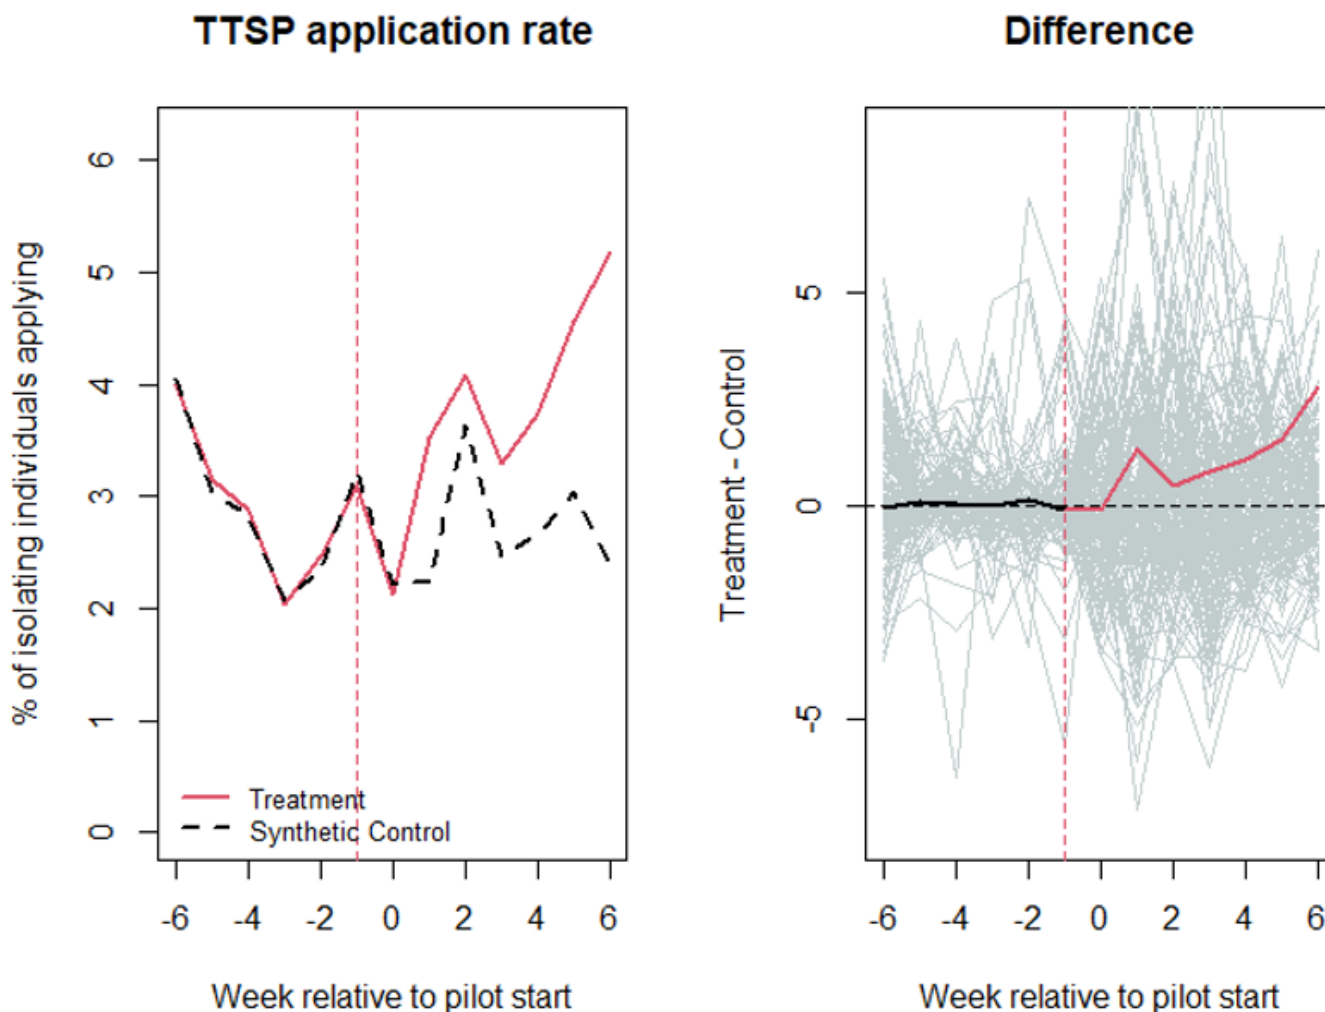 TTSP application rate
% of isolating individuals applying
6
5
4
3
2
1
0
Treatment
Synthetic Control
-6 -4 -2 0 2 4 6
Week relative to pilot start
Difference
Treatment - Control
5
0
-5
-6 -4 -2 0 2 4 6
Week relative to pilot start